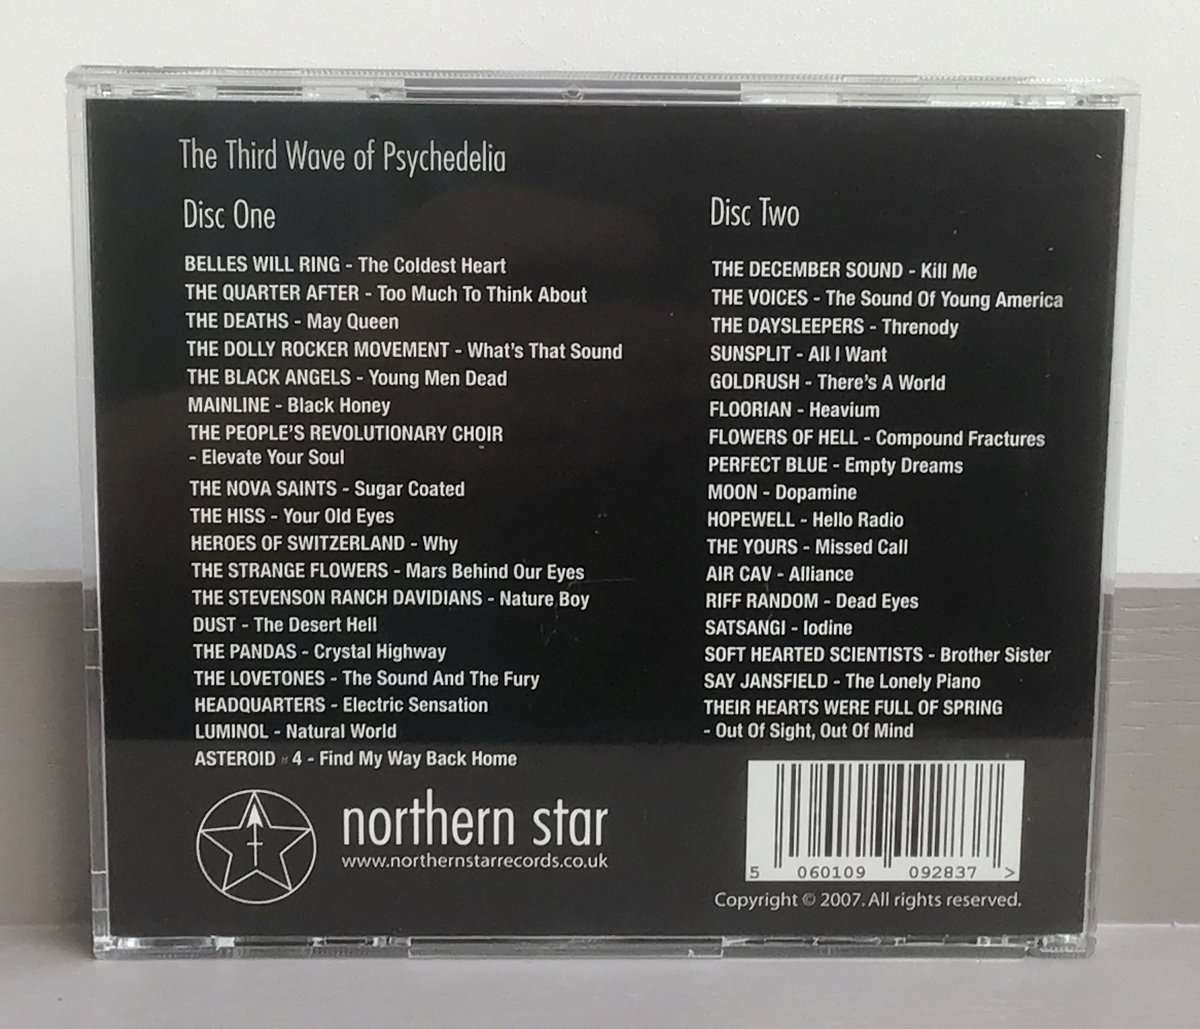 The Third Wave of Psychedelia
Disc One
BELLES WILL RING - The Coldest Heart
THE QUARTER AFTER - Too Much To Think About
THE DEATHS - May Queen
THE DOLLY ROCKER MOVEMENT - What's That Sound
THE BLACK ANGELS - Young Men Dead
MAINLINE - Black Honey
THE PEOPLE'S REVOLUTIONARY CHOIR
- Elevate Your Soul
THE NOVA SAINTS - Sugar Coated
THE HISS - Your Old Eyes
HEROES OF SWITZERLAND - Why
THE STRANGE FLOWERS - Mars Behind Our Eyes
THE STEVENSON RANCH DAVIDIANS - Nature Boy
DUST - The Desert Hell
THE PANDAS - Crystal Highway
THE LOVETONES - The Sound And The Fury
HEADQUARTERS - Electric Sensation
LUMINOL - Natural World
ASTEROID #4 - Find My Way Back Home
Disc Two
THE DECEMBER SOUND - Kill Me
THE VOICES - The Sound Of Young America
THE DAYSLEEPERS - Threnody
SUNSPLIT - All I Want
GOLDRUSH - There's A World
FLOORIAN - Heavium
FLOWERS OF HELL - Compound Fractures
PERFECT BLUE - Empty Dreams
MOON - Dopamine
HOPEWELL - Hello Radio
THE YOURS - Missed Call
AIR CAV - Alliance
RIFF RANDOM - Dead Eyes
SATSANGI - Iodine
SOFT HEARTED SCIENTISTS - Brother Sister
SAY JANSFIELD - The Lonely Piano
THEIR HEARTS WERE FULL OF SPRING
- Out Of Sight, Out Of Mind
northern star
www.northernstarrecords.co.uk
5 060109 092837 >
Copyright © 2007. All rights reserved.